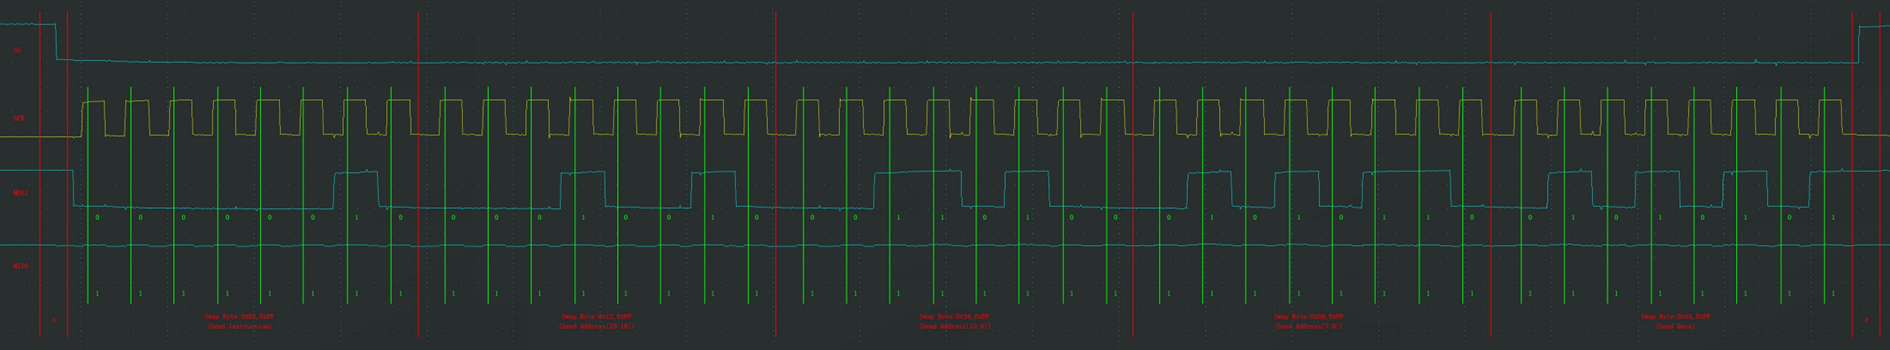 SS
SCK
MOSI
0 0 0 0 0 0 1 0 0 0 0 1 0 0 1 0 0 0 1 1 0 1 0 0 0 1 0 1 0 1 1 0 0 1 0 1 0 1 0 1
MISO
1 1 1 1 1 1 1 1 1 1 1 1 1 1 1 1 1 1 1 1 1 1 1 1 1 1 1 1 1 1 1 1 1 1 1 1 1 1 1 1
S
Swap Byte:0x02,0xFF
(Send Instruction)
Swap Byte:0x12,0xFF
(Send Address[23:16])
Swap Byte:0x34,0xFF
(Send Address[15:8])
Swap Byte:0x56,0xFF
(Send Address[7:0])
Swap Byte:0x55,0xFF
(Send Data)
P